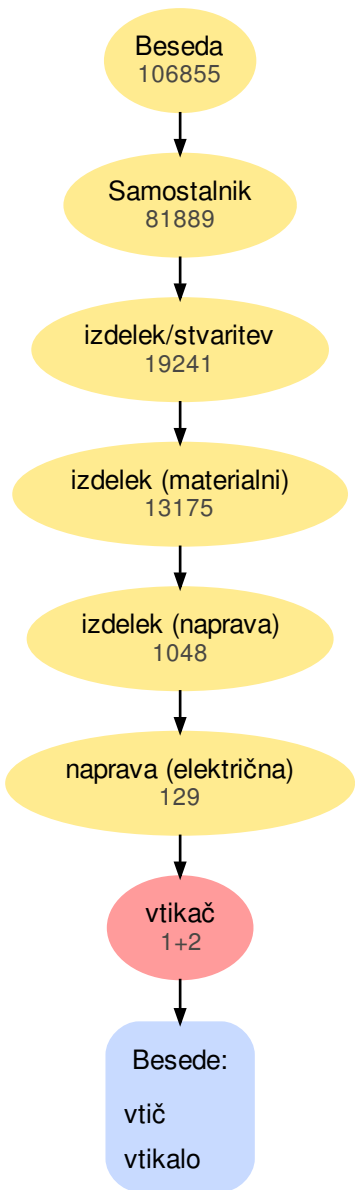 Beseda
106855
Samostalnik
81889
izdelek/stvaritev
19241
izdelek (materialni)
13175
izdelek (naprava)
1048
naprava (električna)
129
vtikač
1+2
Besede:
vtič
vtikalo